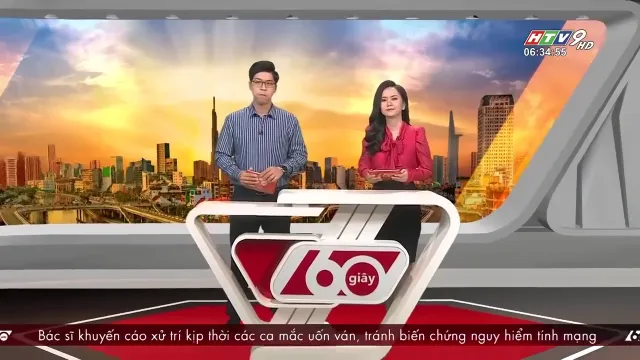 HTV9 HD
06:34:55
60 giây
Bác sĩ khuyến cáo xử trí kịp thời các ca mắc uốn ván, tránh biến chứng nguy hiểm tính mạng